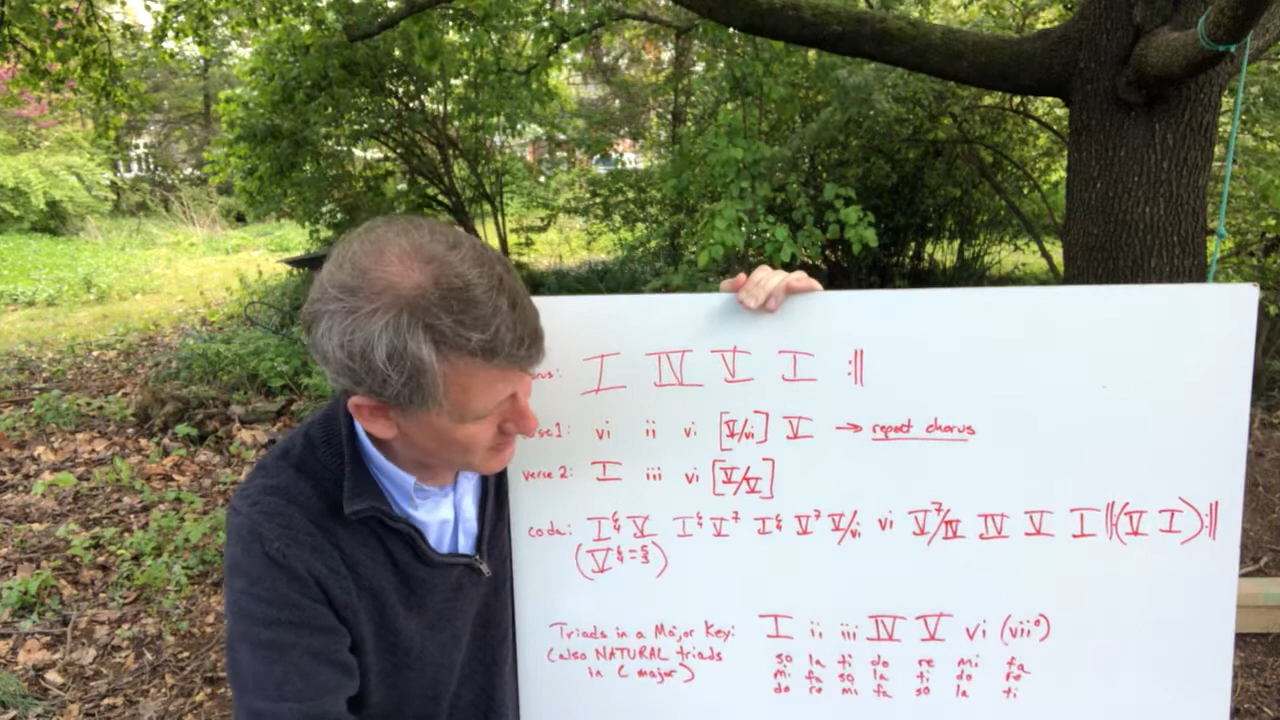 I IV V I :||
vi ii vi [V/vi] V → repeat chorus
verse 2: I iii vi [V/V]
coda: I6/4 V I6/4 V7 I6/4 V7 V/vi vi V7/IV IV V I ||:(V I):||
(V6/4=5/3)
Triads in a Major Key: I ii iii IV V vi (vii°)
(also NATURAL triads
in C major)
so la ti do re mi fa
mi fa so la ti do re
do re mi fa so la ti